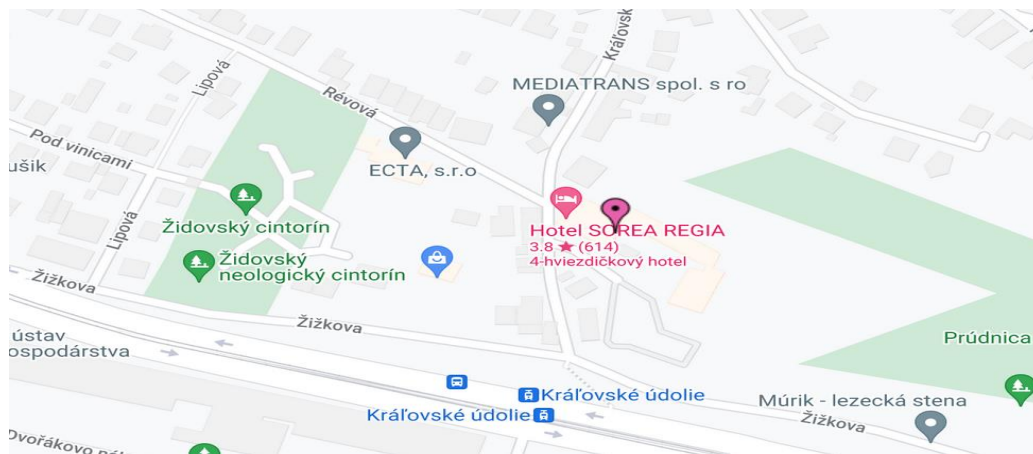 Lipová
Révová
Kráľovsk
MEDIATRANS spol. s ro
Pod vinicami
ušik
ECTA, s.r.o
Židovský cintorín
Lipová
Židovský
neologický cintorín
Hotel SOREA REGIA
3.8 ★ (614)
4-hviezdičkový hotel
Žižkova
Žižkova
ústav
ospodárstva
Prúdnica
Kráľovské údolie
Kráľovské údolie
Múrik - lezecká stena
Žižkova
Dvořákovo náb